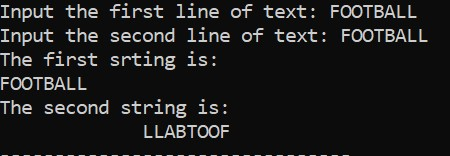 Input the first line of text: FOOTBALL
Input the second line of text: FOOTBALL
The first srting is:
FOOTBALL
The second string is:
LLABTOOF
--------------------------------